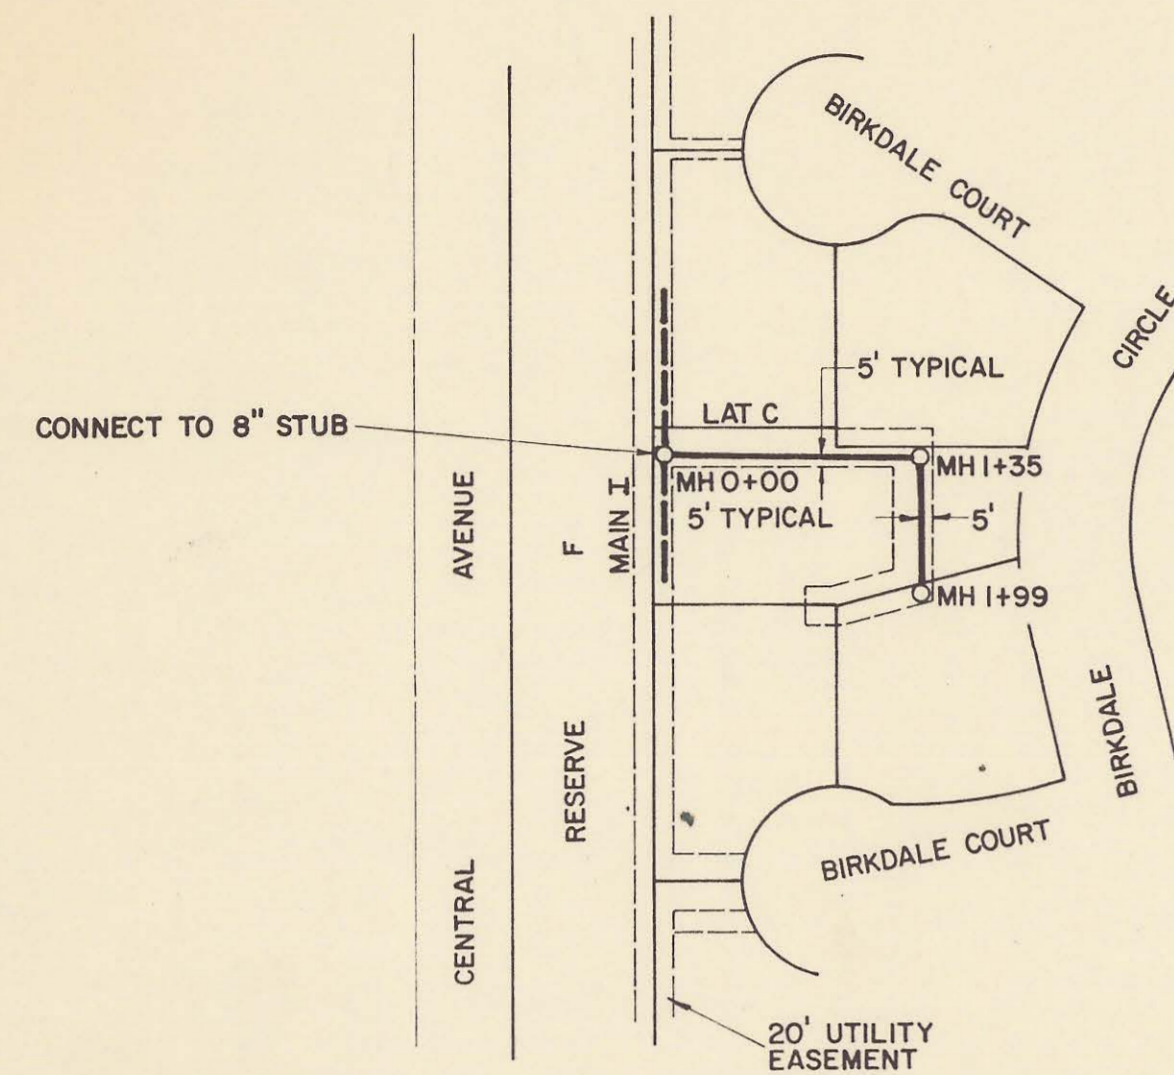 BIRKDALE COURT
CIRCLE
5' TYPICAL
LAT C
CONNECT TO 8" STUB
MH 1+35
MH 0+00
5' TYPICAL
5'
MAIN I
AVENUE
F
MH 1+99
BIRKDALE
RESERVE
BIRKDALE COURT
CENTRAL
20' UTILITY
EASEMENT